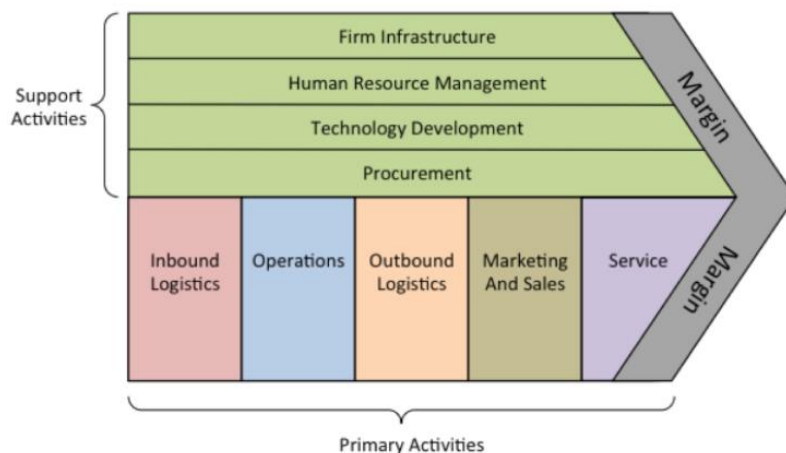 Firm Infrastructure
Human Resource Management
Support
Activities
Technology Development
Procurement
Margin
Inbound
Logistics
Operations
Outbound
Logistics
Marketing
And Sales
Service
Margin
Primary Activities